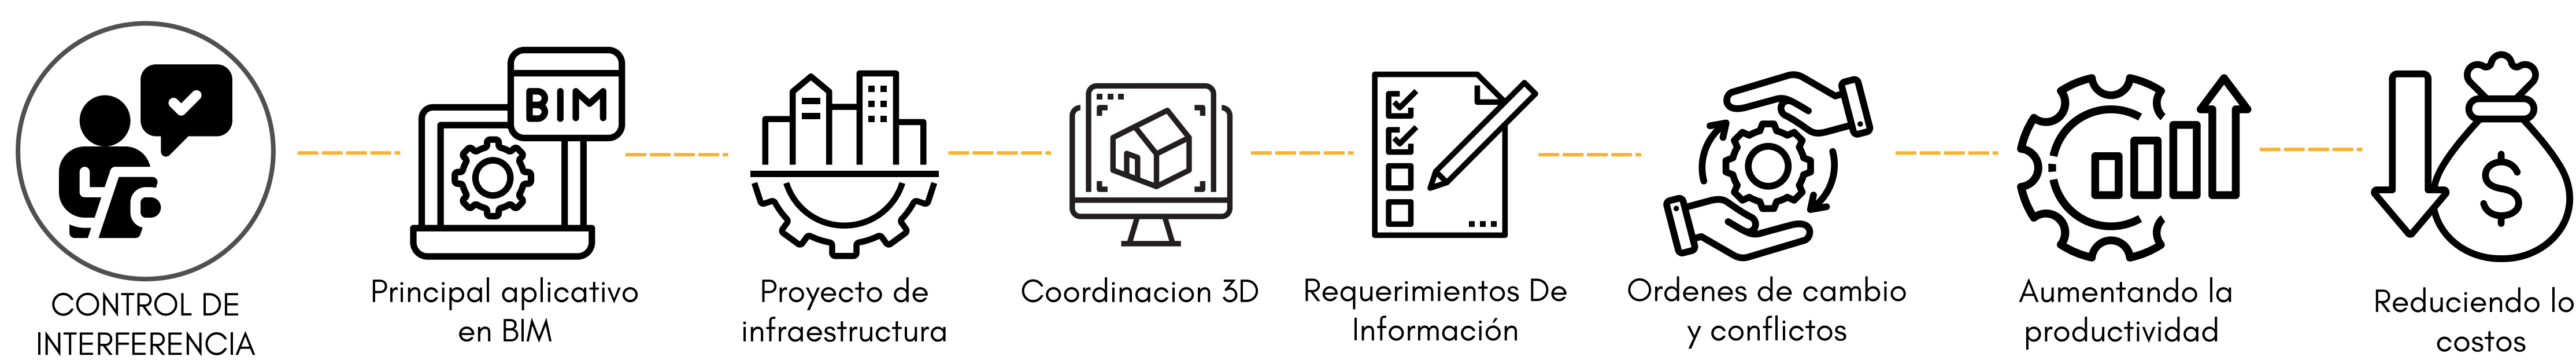 CONTROL DE
INTERFERENCIA
BIM
Principal aplicativo
en BIM
Proyecto de
infraestructura
Coordinacion 3D
Requerimientos De
Información
Ordenes de cambio
y conflictos
Aumentando la
productividad
$
Reduciendo lo
costos